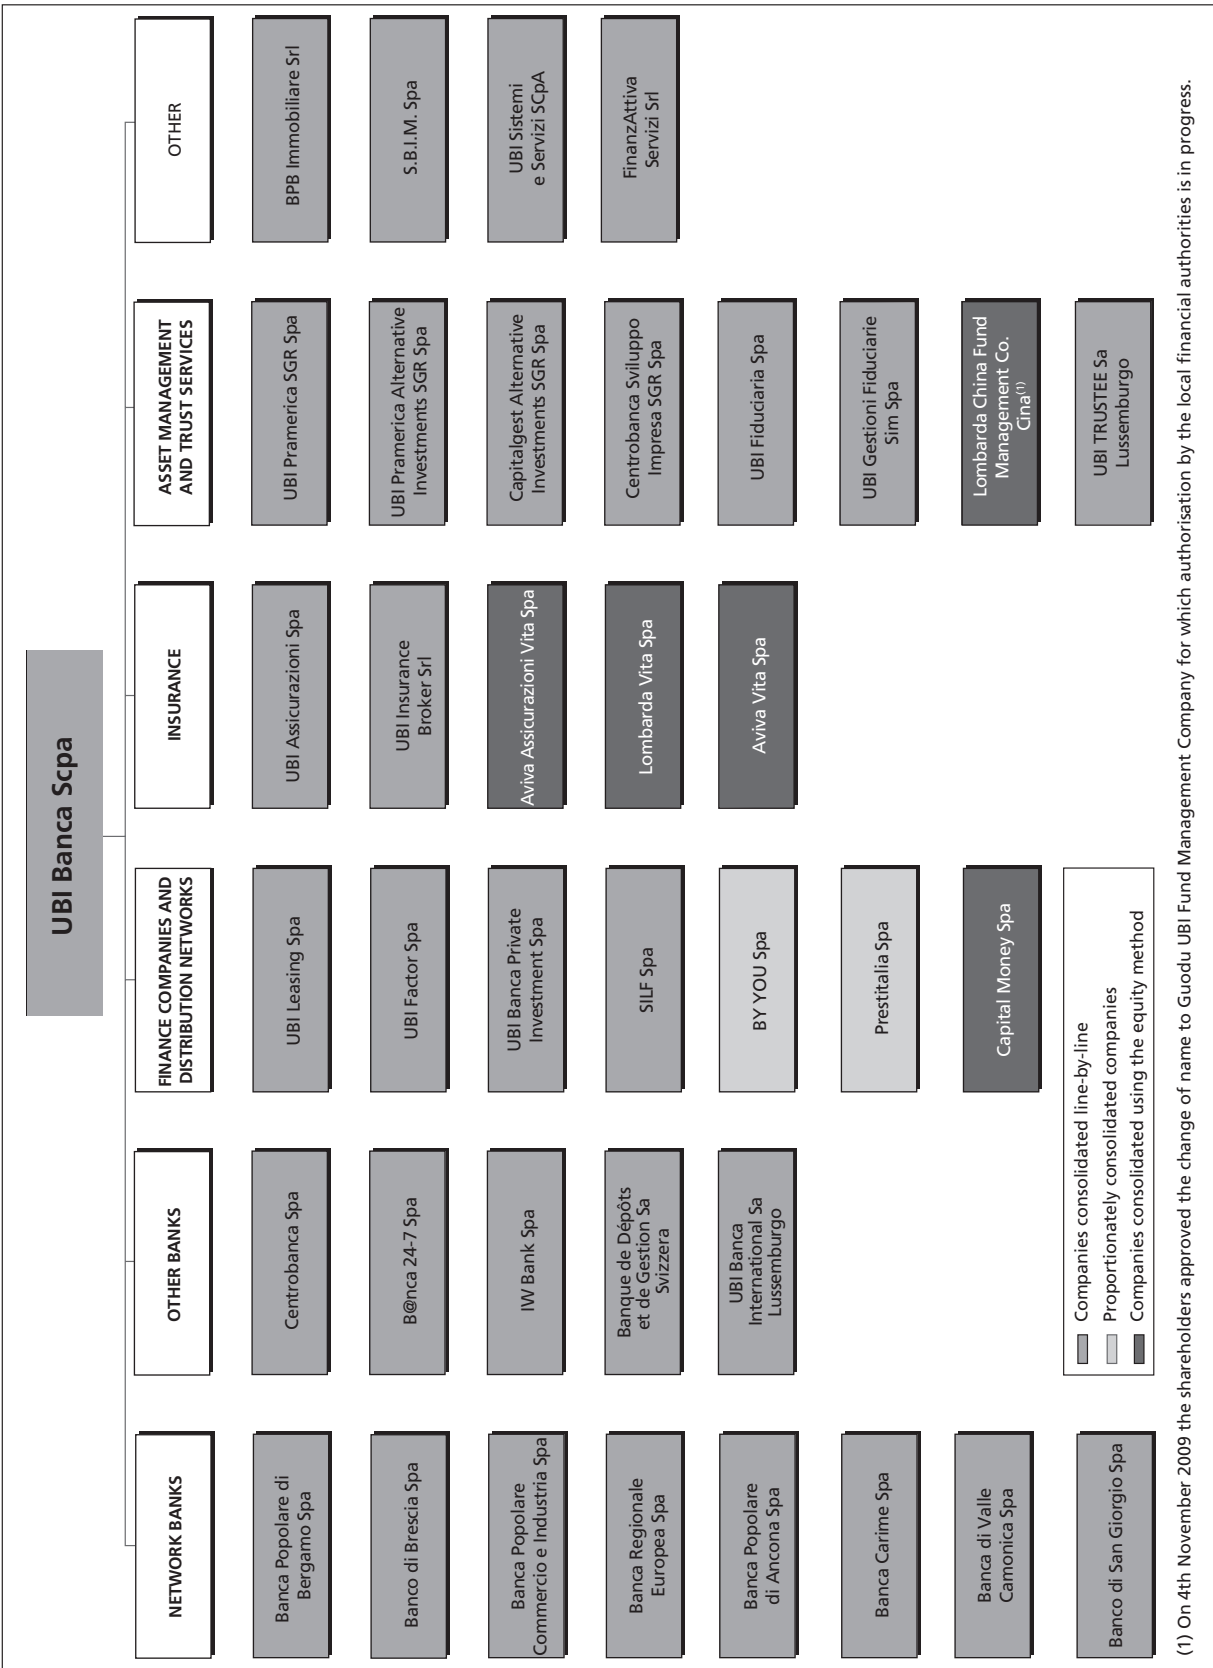 UBI Banca Scpa
NETWORK BANKS
Banca Popolare di
Bergamo Spa
Banco di Brescia Spa
Banca Popolare
Commercio e Industria Spa
Banca Regionale
Europea Spa
Banca Popolare
di Ancona Spa
Banca Carime Spa
Banca di Valle
Camonica Spa
Banco di San Giorgio Spa
OTHER BANKS
Centrobanca Spa
B@nca 24-7 Spa
IW Bank Spa
Banque de Dépôts
et de Gestion Sa
Svizzera
UBI Banca
International Sa
Lussemburgo
FINANCE COMPANIES AND
DISTRIBUTION NETWORKS
UBI Leasing Spa
UBI Factor Spa
UBI Banca Private
Investment Spa
SILF Spa
BY YOU Spa
Prestitalia Spa
Capital Money Spa
INSURANCE
UBI Assicurazioni Spa
UBI Insurance
Broker Srl
Aviva Assicurazioni Vita Spa
Lombarda Vita Spa
Aviva Vita Spa
ASSET MANAGEMENT
AND TRUST SERVICES
UBI Pramerica SGR Spa
UBI Pramerica Alternative
Investments SGR Spa
Capitalgest Alternative
Investments SGR Spa
Centrobanca Sviluppo
Impresa SGR Spa
UBI Fiduciaria Spa
UBI Gestioni Fiduciarie
Sim Spa
Lombarda China Fund
Management Co.
Cina(1)
UBI TRUSTEE Sa
Lussemburgo
OTHER
BPB Immobiliare Srl
S.B.I.M. Spa
UBI Sistemi
e Servizi SCpA
FinanzAttiva
Servizi Srl
Companies consolidated line-by-line
Proportionately consolidated companies
Companies consolidated using the equity method
(1) On 4th November 2009 the shareholders approved the change of name to Guodu UBI Fund Management Company for which authorisation by the local financial authorities is in progress.